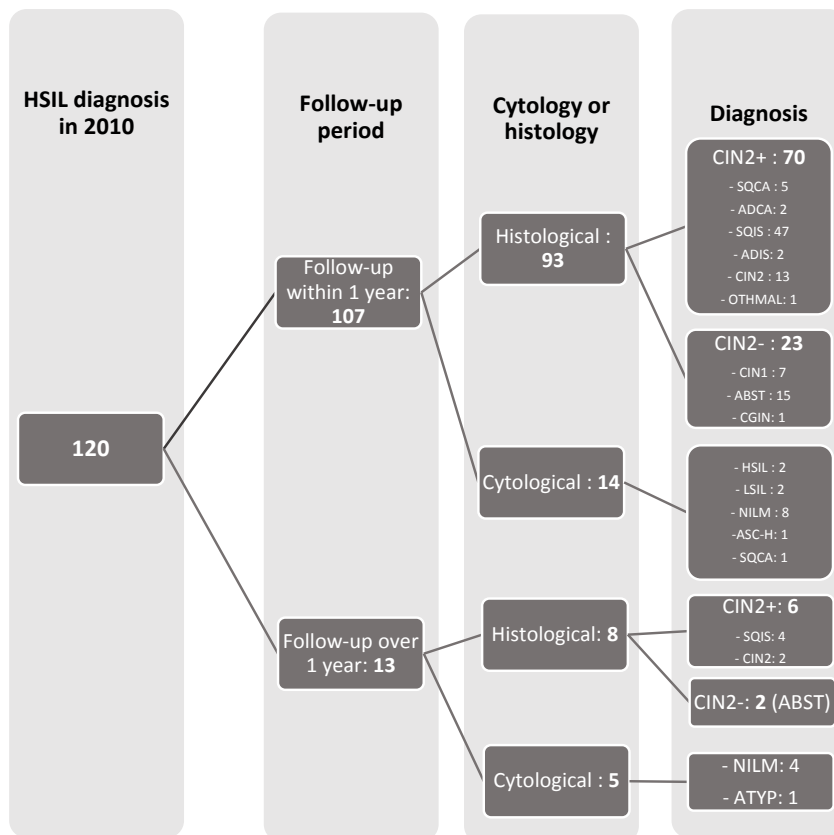 HSIL diagnosis
in 2010
Follow-up
period
Cytology or
histology
Diagnosis
120
Follow-up
within 1 year:
107
Follow-up over
1 year: 13
Histological :
93
Cytological : 14
Histological: 8
Cytological : 5
CIN2+ : 70
- SQCA : 5
- ADCA: 2
- SQIS : 47
- ADIS: 2
- CIN2 : 13
- OTHMAL: 1
CIN2- : 23
- CIN1 : 7
- ABST : 15
- CGIN: 1
- HSIL: 2
- LSIL : 2
- NILM : 8
-ASC-H: 1
- SQCA: 1
CIN2+: 6
- SQIS: 4
- CIN2: 2
CIN2-: 2 (ABST)
- NILM: 4
- ATYP: 1